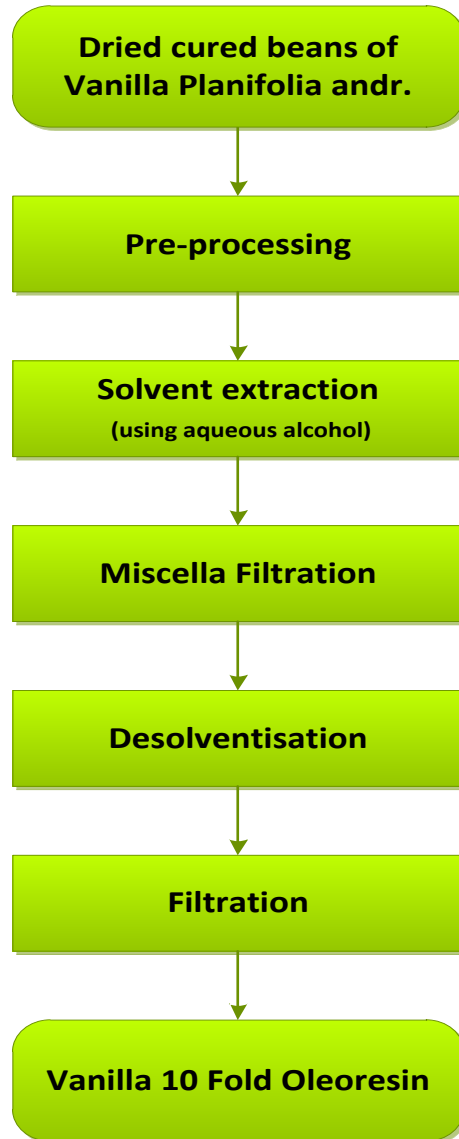 Dried cured beans of
Vanilla Planifolia andr.
Pre-processing
Solvent extraction
(using aqueous alcohol)
Miscella Filtration
Desolventisation
Filtration
Vanilla 10 Fold Oleoresin